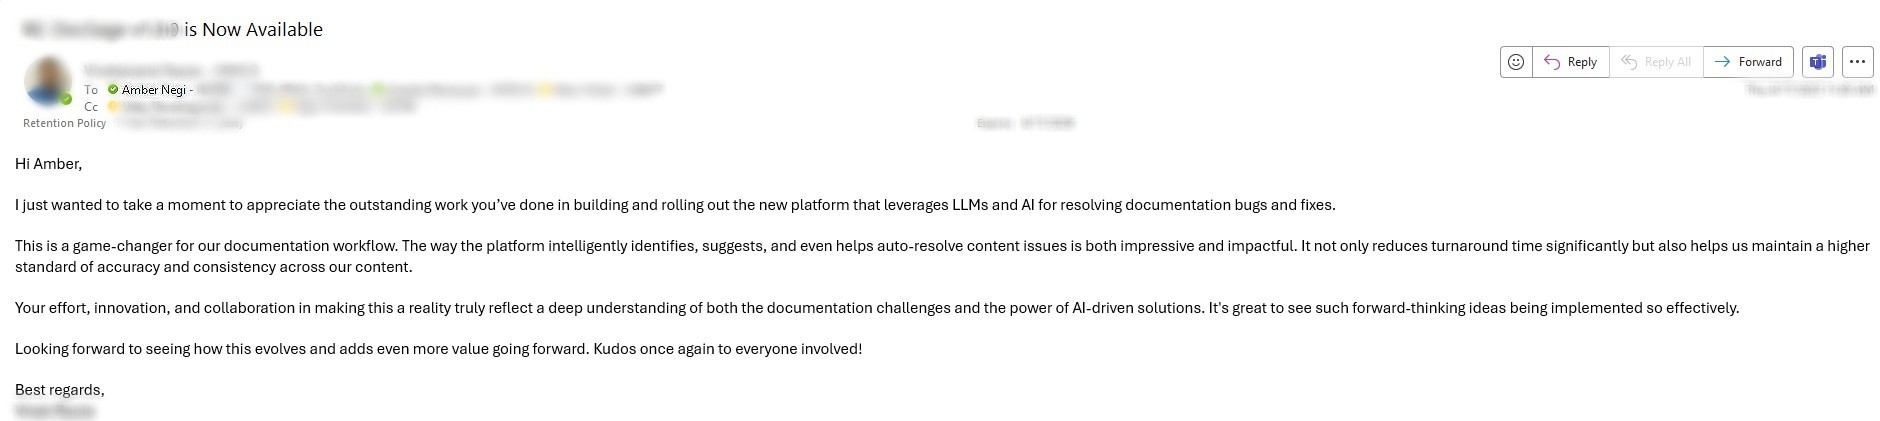 is Now Available
Reply
Reply All
Forward
To Amber Negi -
Cc
Retention Policy
Hi Amber,
I just wanted to take a moment to appreciate the outstanding work you’ve done in building and rolling out the new platform that leverages LLMs and AI for resolving documentation bugs and fixes.
This is a game-changer for our documentation workflow. The way the platform intelligently identifies, suggests, and even helps auto-resolve content issues is both impressive and impactful. It not only reduces turnaround time significantly but also helps us maintain a higher
standard of accuracy and consistency across our content.
Your effort, innovation, and collaboration in making this a reality truly reflect a deep understanding of both the documentation challenges and the power of AI-driven solutions. It's great to see such forward-thinking ideas being implemented so effectively.
Looking forward to seeing how this evolves and adds even more value going forward. Kudos once again to everyone involved!
Best regards,